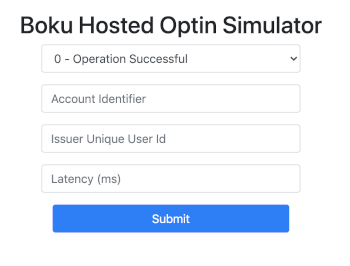 Boku Hosted Optin Simulator
0 - Operation Successful
Account Identifier
Issuer Unique User Id
Latency (ms)
Submit